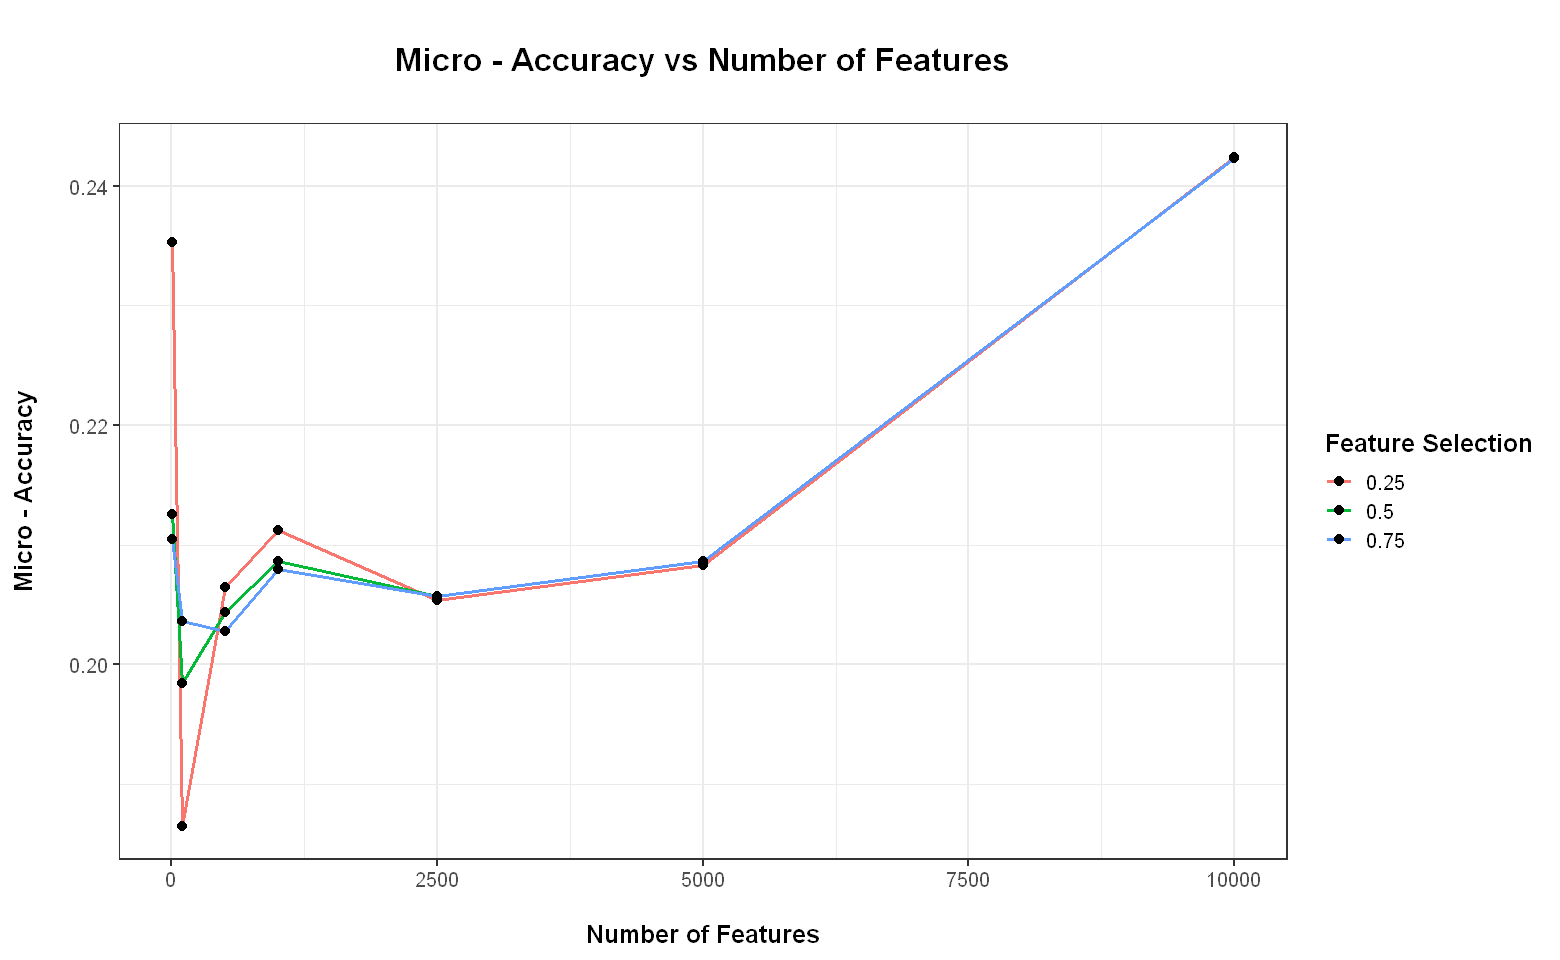 Micro - Accuracy vs Number of Features
Micro - Accuracy
0.24
0.22
0.20
0
2500
5000
7500
10000
Number of Features
Feature Selection
0.25
0.5
0.75